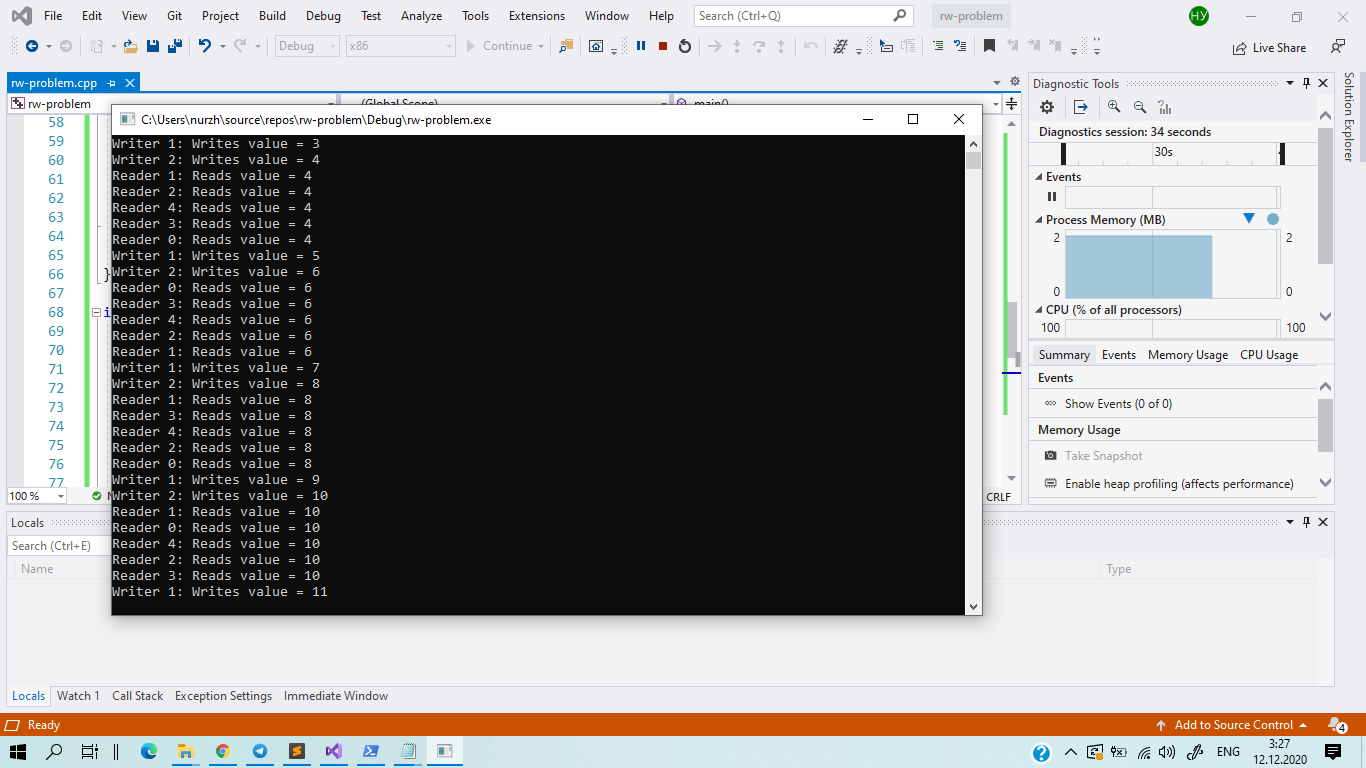 File Edit View Git Project Build Debug Test Analyze Tools Extensions Window Help Search (Ctrl+Q) rw-problem НУ
Debug x86 Continue Live Share
rw-problem.cpp
rw-problem (Global Scope) main()
C:\Users\nurzh\source\repos\rw-problem\Debug\rw-problem.exe
58
59
60
61
62
63
64
65
66 }
67
68 i
69
70
71
72
73
74
75
76
77
Writer 1: Writes value = 3
Writer 2: Writes value = 4
Reader 1: Reads value = 4
Reader 2: Reads value = 4
Reader 4: Reads value = 4
Reader 3: Reads value = 4
Reader 0: Reads value = 4
Writer 1: Writes value = 5
Writer 2: Writes value = 6
Reader 0: Reads value = 6
Reader 3: Reads value = 6
Reader 4: Reads value = 6
Reader 2: Reads value = 6
Reader 1: Reads value = 6
Writer 1: Writes value = 7
Writer 2: Writes value = 8
Reader 1: Reads value = 8
Reader 3: Reads value = 8
Reader 4: Reads value = 8
Reader 2: Reads value = 8
Reader 0: Reads value = 8
Writer 1: Writes value = 9
Writer 2: Writes value = 10
Reader 1: Reads value = 10
Reader 0: Reads value = 10
Reader 4: Reads value = 10
Reader 2: Reads value = 10
Reader 3: Reads value = 10
Writer 1: Writes value = 11
100 %
CRLF
Diagnostic Tools
Diagnostics session: 34 seconds
30s
Events
Process Memory (MB)
2 2
0 0
CPU (% of all processors)
100 100
Summary Events Memory Usage CPU Usage
Events
Show Events (0 of 0)
Memory Usage
Take Snapshot
Enable heap profiling (affects performance)
Solution Explorer
Locals
Search (Ctrl+E)
Name Type
Locals Watch 1 Call Stack Exception Settings Immediate Window
Ready Add to Source Control 4
ENG 3:27
12.12.2020